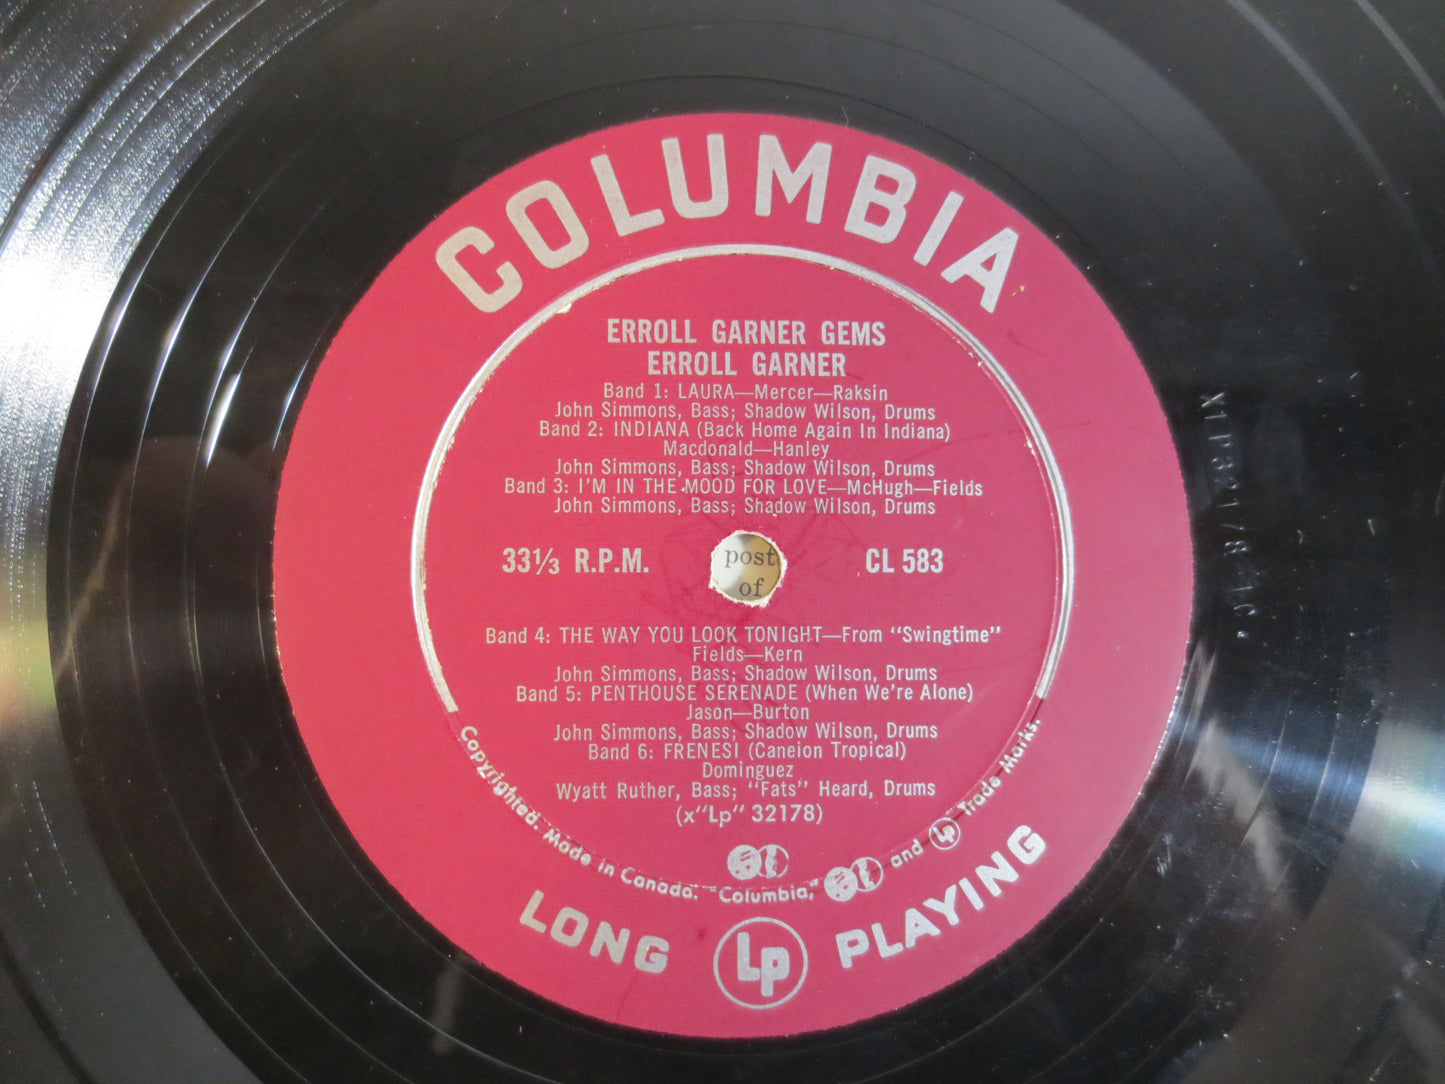 COLUMBIA
ERROLL GARNER GEMS
ERROLL GARNER
Band 1: LAURA—Mercer—Raksin
John Simmons, Bass; Shadow Wilson, Drums
Band 2: INDIANA (Back Home Again In Indiana)
Macdonald—Hanley
John Simmons, Bass; Shadow Wilson, Drums
Band 3: I'M IN THE MOOD FOR LOVE—McHugh—Fields
John Simmons, Bass; Shadow Wilson, Drums
33⅓ R.P.M.
post
of
CL 583
Band 4: THE WAY YOU LOOK TONIGHT—From "Swingtime"
Fields—Kern
John Simmons, Bass; Shadow Wilson, Drums
Band 5: PENTHOUSE SERENADE (When We're Alone)
Jason—Burton
John Simmons, Bass; Shadow Wilson, Drums
Band 6: FRENESI (Caneion Tropical)
Dominguez
Wyatt Ruther, Bass; "Fats" Heard, Drums
(x"Lp" 32178)
Copyrighted. Made in Canada. "Columbia," and Lp Trade Marks.
LONG Lp PLAYING